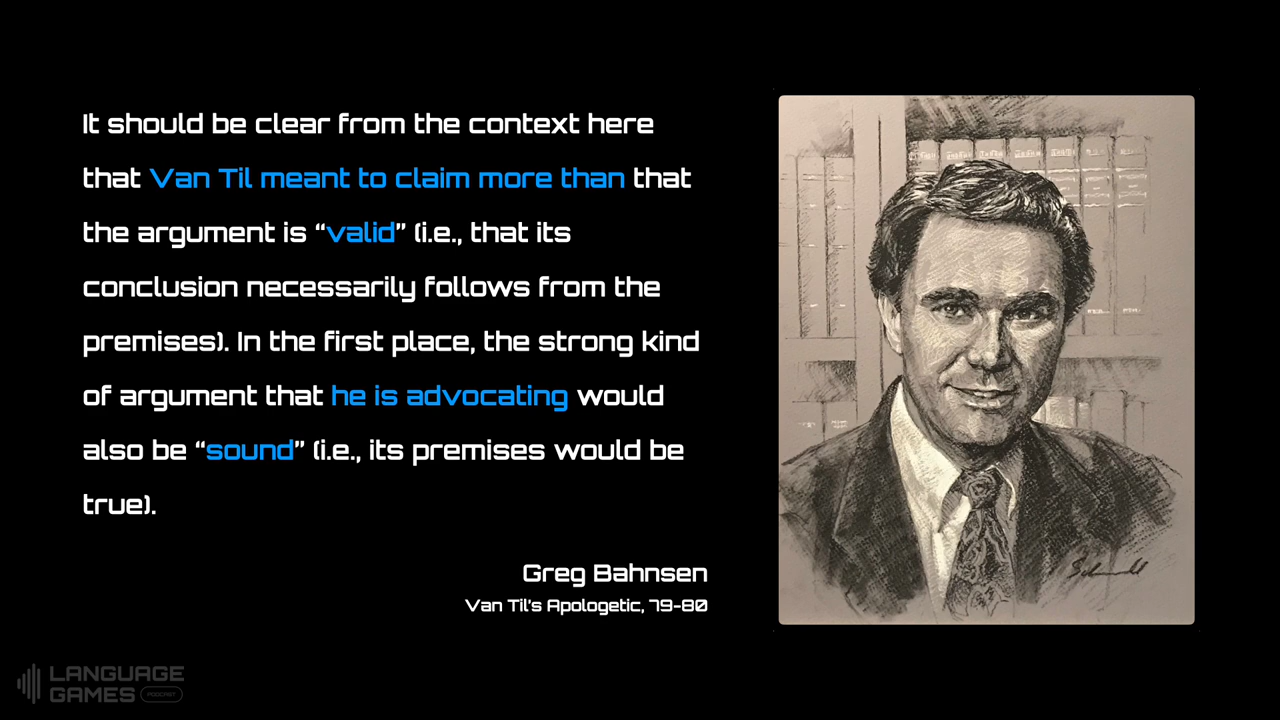 It should be clear from the context here
that Van Til meant to claim more than that
the argument is “valid” (i.e., that its
conclusion necessarily follows from the
premises). In the first place, the strong kind
of argument that he is advocating would
also be “sound” (i.e., its premises would be
true).
Greg Bahnsen
Van Til's Apologetic, 79-80
LANGUAGE
GAMES PODCAST